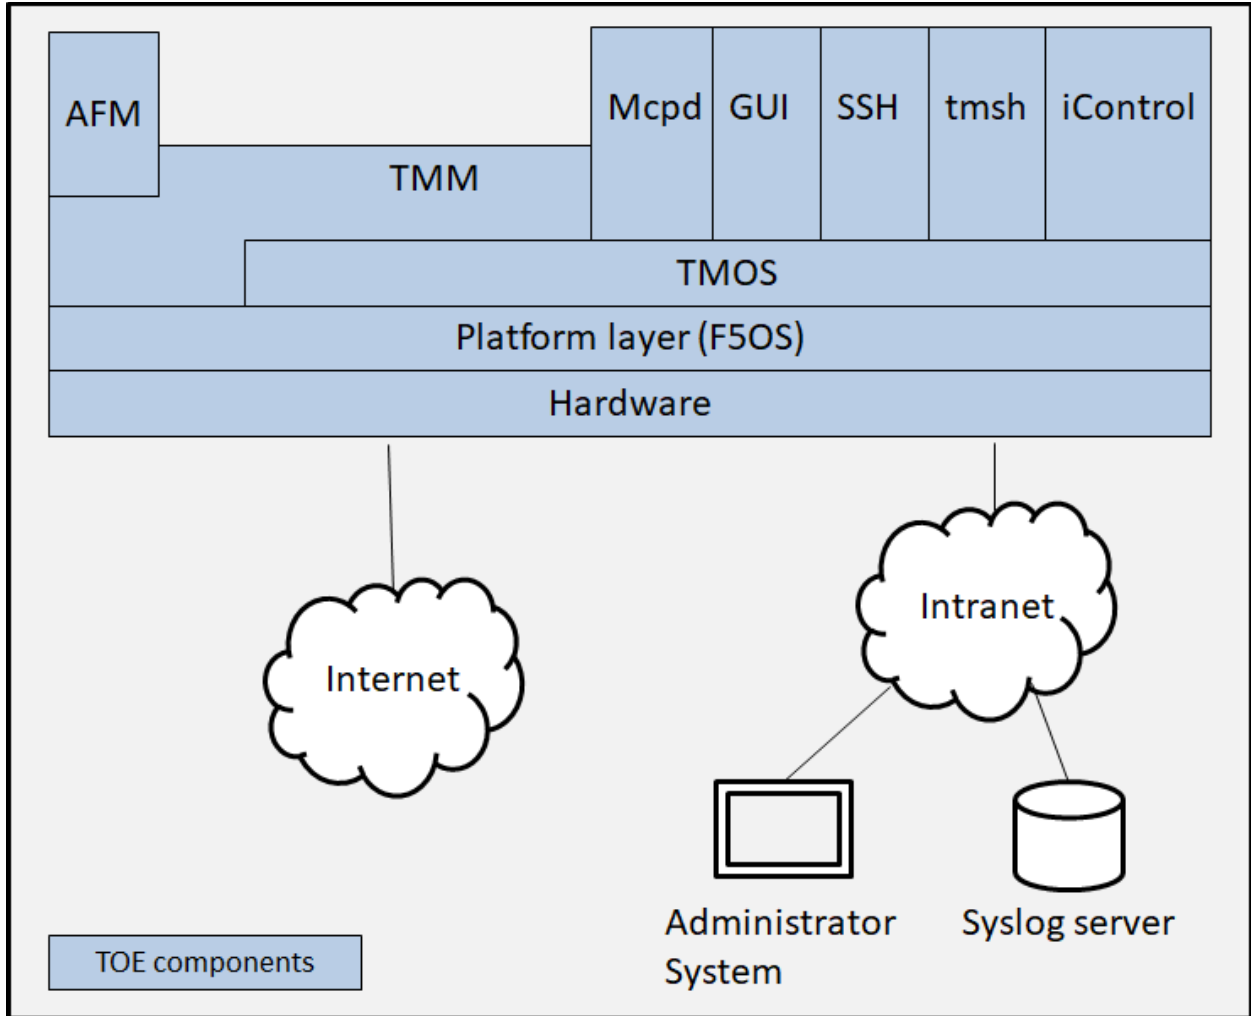 AFM
Mcpd
GUI
SSH
tmsh
iControl
TMM
TMOS
Platform layer (F5OS)
Hardware
Intranet
Internet
Administrator
System
Syslog server
TOE components